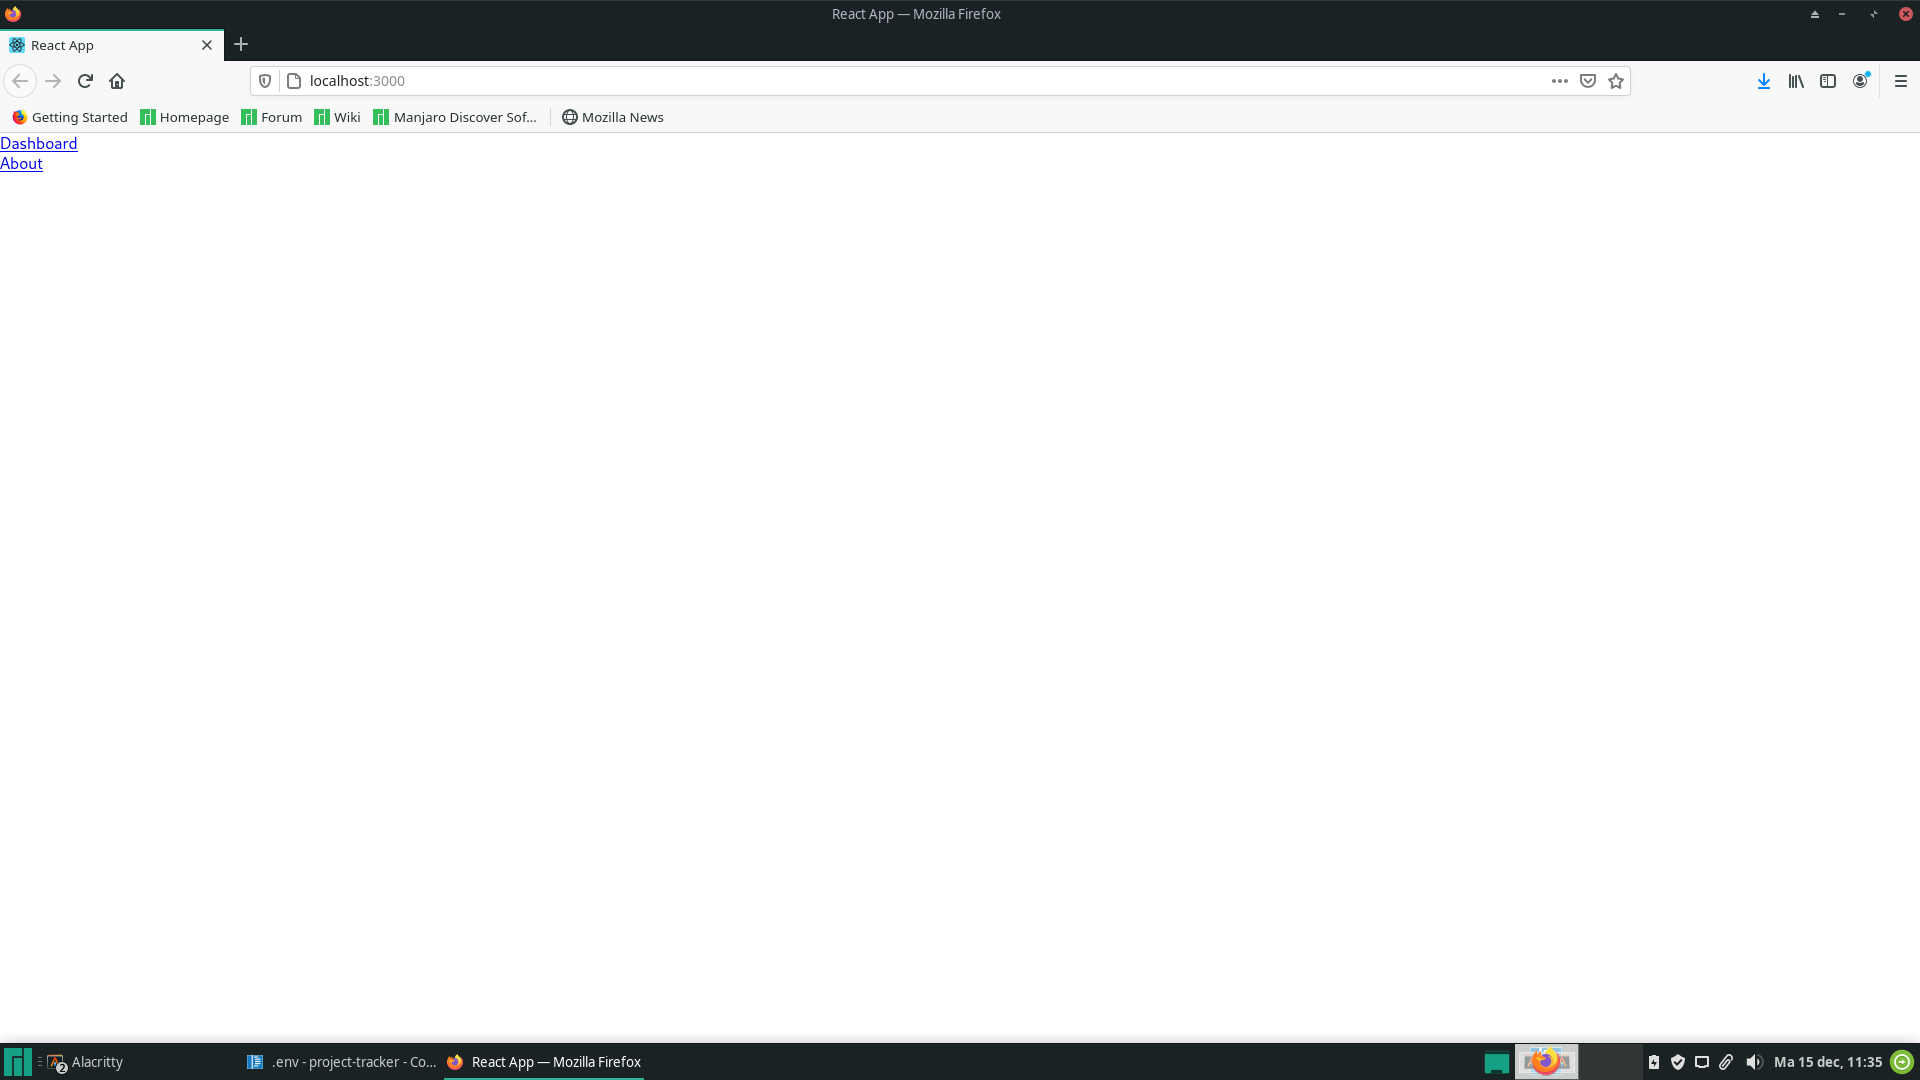 React App — Mozilla Firefox
React App
localhost:3000
Getting Started Homepage Forum Wiki Manjaro Discover Sof... Mozilla News
Dashboard
About
2 Alacritty .env - project-tracker - Co... React App — Mozilla Firefox Ma 15 dec, 11:35